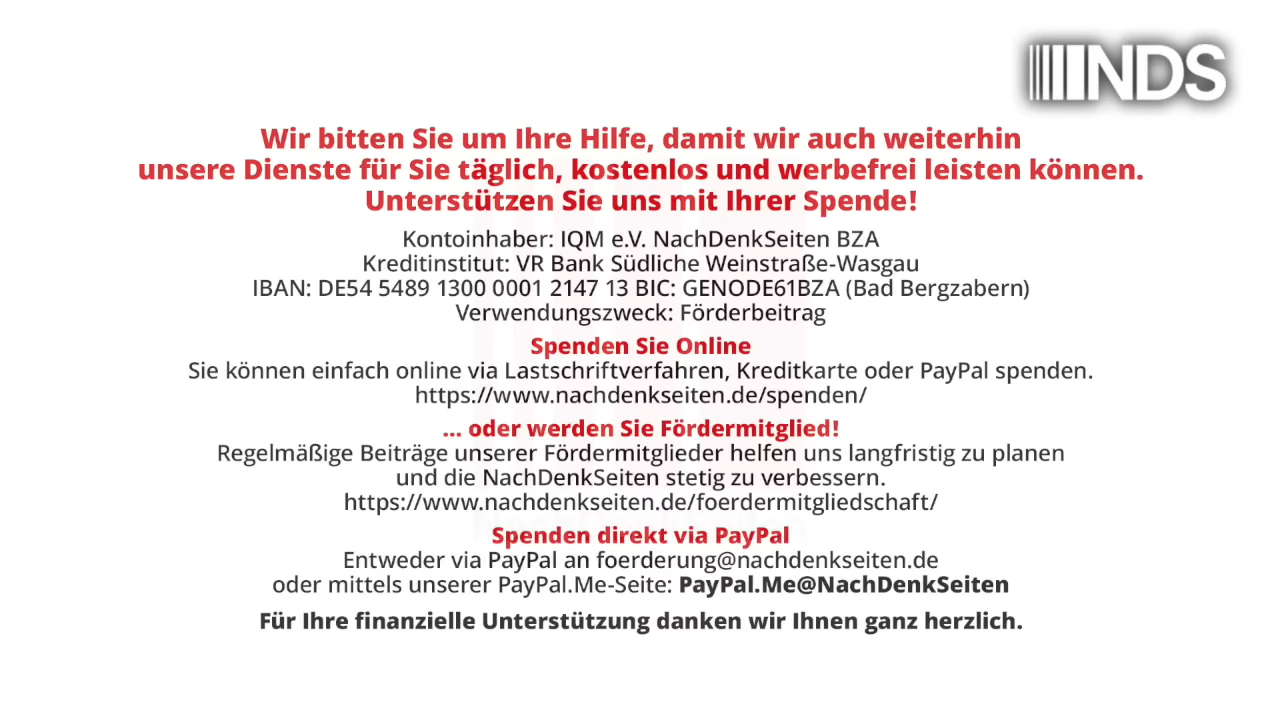 NDS
Wir bitten Sie um Ihre Hilfe, damit wir auch weiterhin
unsere Dienste für Sie täglich, kostenlos und werbefrei leisten können.
Unterstützen Sie uns mit Ihrer Spende!
Kontoinhaber: IQM e.V. NachDenkSeiten BZA
Kreditinstitut: VR Bank Südliche Weinstraße-Wasgau
IBAN: DE54 5489 1300 0001 2147 13 BIC: GENODE61BZA (Bad Bergzabern)
Verwendungszweck: Förderbeitrag
Spenden Sie Online
Sie können einfach online via Lastschriftverfahren, Kreditkarte oder PayPal spenden.
https://www.nachdenkseiten.de/spenden/
... oder werden Sie Fördermitglied!
Regelmäßige Beiträge unserer Fördermitglieder helfen uns langfristig zu planen
und die NachDenkSeiten stetig zu verbessern.
https://www.nachdenkseiten.de/foerdermitgliedschaft/
Spenden direkt via PayPal
Entweder via PayPal an foerderung@nachdenkseiten.de
oder mittels unserer PayPal.Me-Seite: PayPal.Me@NachDenkSeiten
Für Ihre finanzielle Unterstützung danken wir Ihnen ganz herzlich.